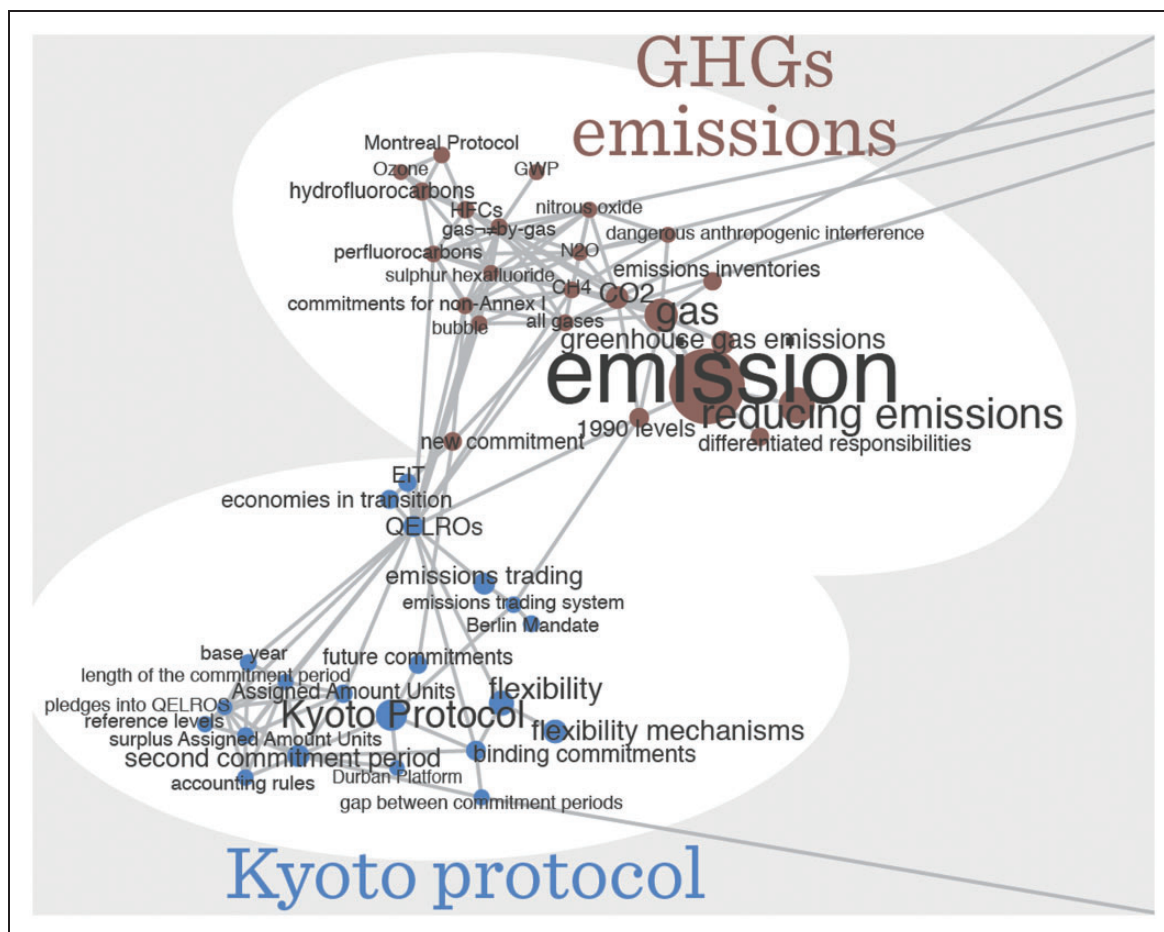 GHGs
emissions
Montreal Protocol
Ozone
GWP
hydrofluorocarbons
HFCs
nitrous oxide
gas¬≠by-gas
dangerous anthropogenic interference
perfluorocarbons
N2O
sulphur hexafluoride
emissions inventories
CH4
CO2
commitments for non-Annex I
gas
bubble
all gases
greenhouse gas emissions
emission
reducing emissions
1990 levels
new commitment
differentiated responsibilities
EIT
economies in transition
QELROs
emissions trading
emissions trading system
Berlin Mandate
base year
future commitments
length of the commitment period
Assigned Amount Units
flexibility
pledges into QELROS
Kyoto Protocol
reference levels
flexibility mechanisms
surplus Assigned Amount Units
second commitment period
binding commitments
Durban Platform
accounting rules
gap between commitment periods
Kyoto protocol